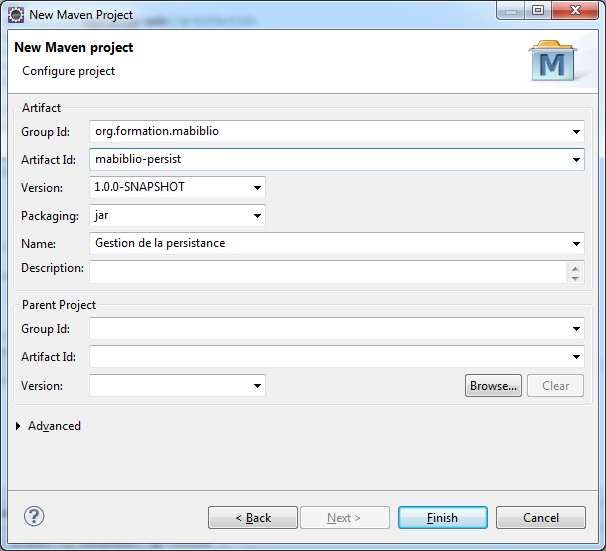 New Maven Project
New Maven project
Configure project
M
Artifact
Group Id: org.formation.mabiblio
Artifact Id: mabiblio-persist
Version: 1.0.0-SNAPSHOT
Packaging: jar
Name: Gestion de la persistance
Description:
Parent Project
Group Id:
Artifact Id:
Version:
Browse... Clear
Advanced
? < Back Next > Finish Cancel